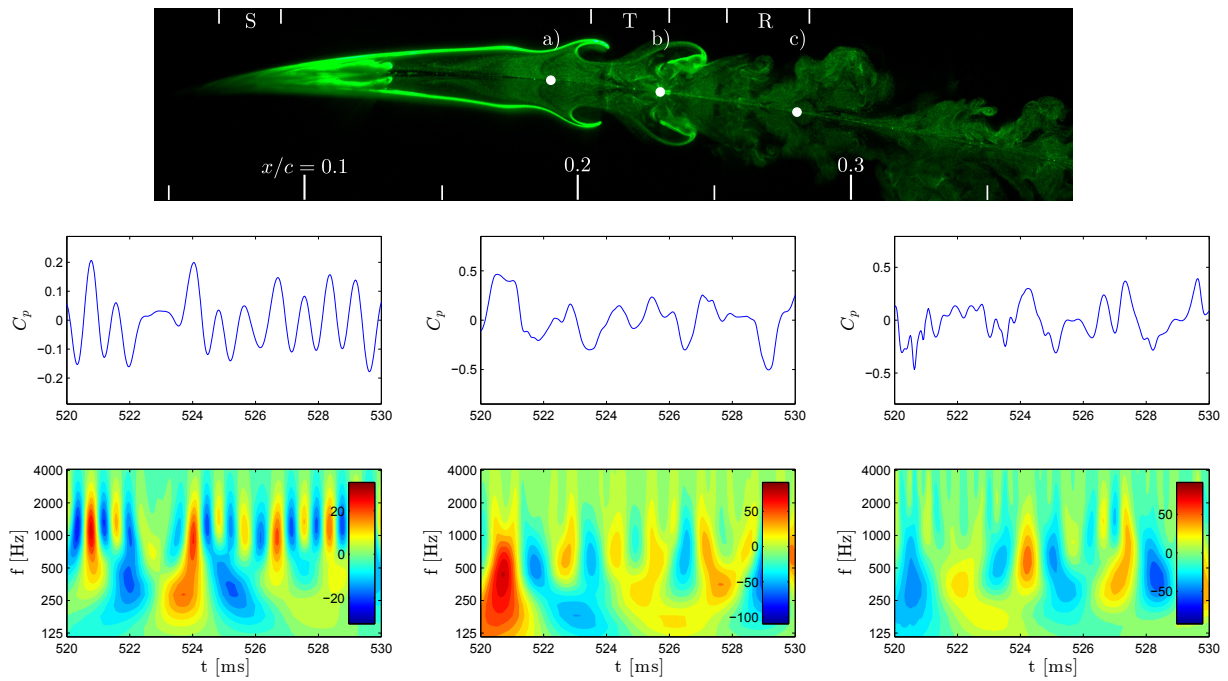 S T R
a) b) c)
x/c = 0.1 0.2 0.3
0.2 0.5 0.5
0.1
C_p 0 C_p 0 C_p 0
-0.1
-0.2 -0.5 -0.5
520 522 524 526 528 530 520 522 524 526 528 530 520 522 524 526 528 530
4000 4000 4000
2000 20 2000 50 2000 50
f [Hz] 1000 0 f [Hz] 1000 0 f [Hz] 1000 0
500 500 -50 500
250 -20 250 -100 250 -50
125 125 125
520 522 524 526 528 530 520 522 524 526 528 530 520 522 524 526 528 530
t [ms] t [ms] t [ms]